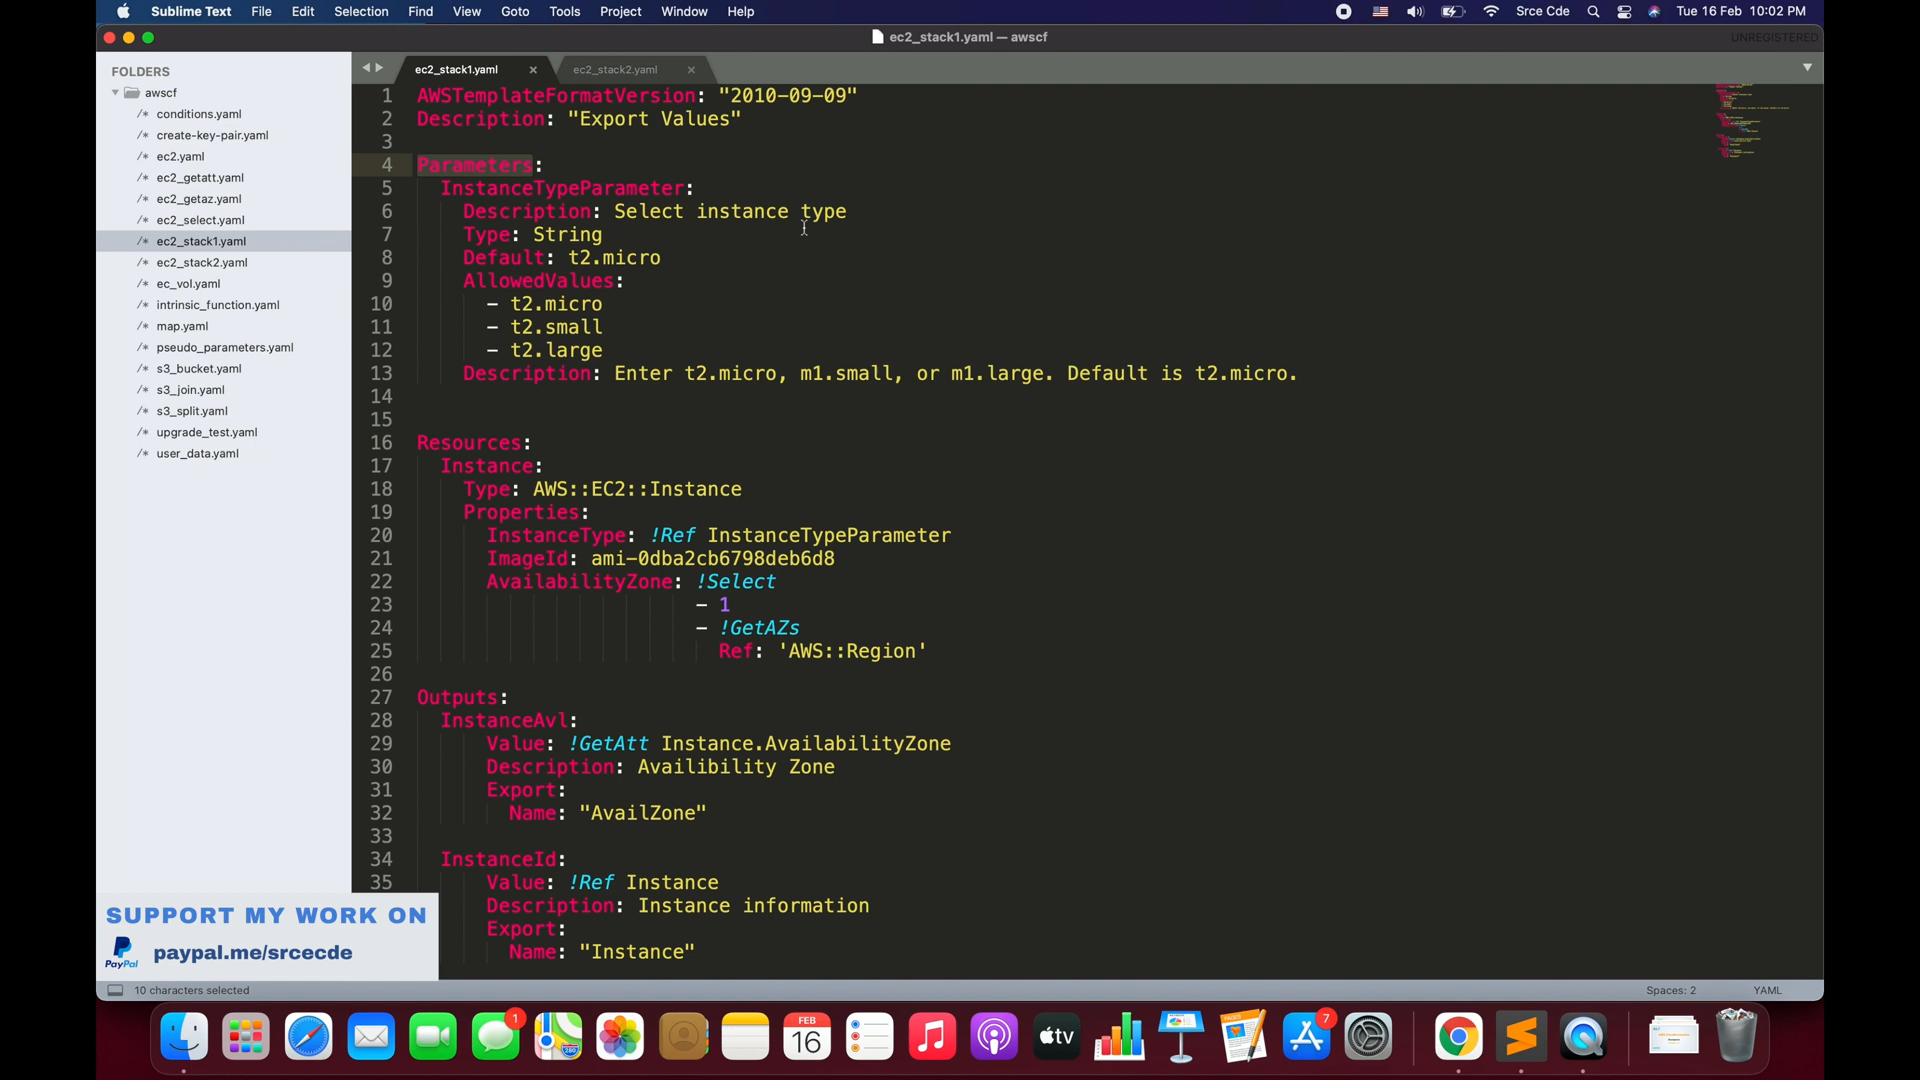 Sublime Text File Edit Selection Find View Goto Tools Project Window Help Srce Cde Tue 16 Feb 10:02 PM
ec2_stack1.yaml — awscf UNREGISTERED
FOLDERS
awscf
/* conditions.yaml
/* create-key-pair.yaml
/* ec2.yaml
/* ec2_getatt.yaml
/* ec2_getaz.yaml
/* ec2_select.yaml
/* ec2_stack1.yaml
/* ec2_stack2.yaml
/* ec_vol.yaml
/* intrinsic_function.yaml
/* map.yaml
/* pseudo_parameters.yaml
/* s3_bucket.yaml
/* s3_join.yaml
/* s3_split.yaml
/* upgrade_test.yaml
/* user_data.yaml
ec2_stack1.yaml × ec2_stack2.yaml ×
1 AWSTemplateFormatVersion: "2010-09-09"
2 Description: "Export Values"
3
4 Parameters:
5 InstanceTypeParameter:
6 Description: Select instance type
7 Type: String
8 Default: t2.micro
9 AllowedValues:
10 - t2.micro
11 - t2.small
12 - t2.large
13 Description: Enter t2.micro, m1.small, or m1.large. Default is t2.micro.
14
15
16 Resources:
17 Instance:
18 Type: AWS::EC2::Instance
19 Properties:
20 InstanceType: !Ref InstanceTypeParameter
21 ImageId: ami-0dba2cb6798deb6d8
22 AvailabilityZone: !Select
23 - 1
24 - !GetAZs
25 Ref: 'AWS::Region'
26
27 Outputs:
28 InstanceAvl:
29 Value: !GetAtt Instance.AvailabilityZone
30 Description: Availibility Zone
31 Export:
32 Name: "AvailZone"
33
34 InstanceId:
35 Value: !Ref Instance
Description: Instance information
Export:
Name: "Instance"
SUPPORT MY WORK ON
PayPal paypal.me/srcecde
10 characters selected Spaces: 2 YAML
1
280
FEB
16
tv
7